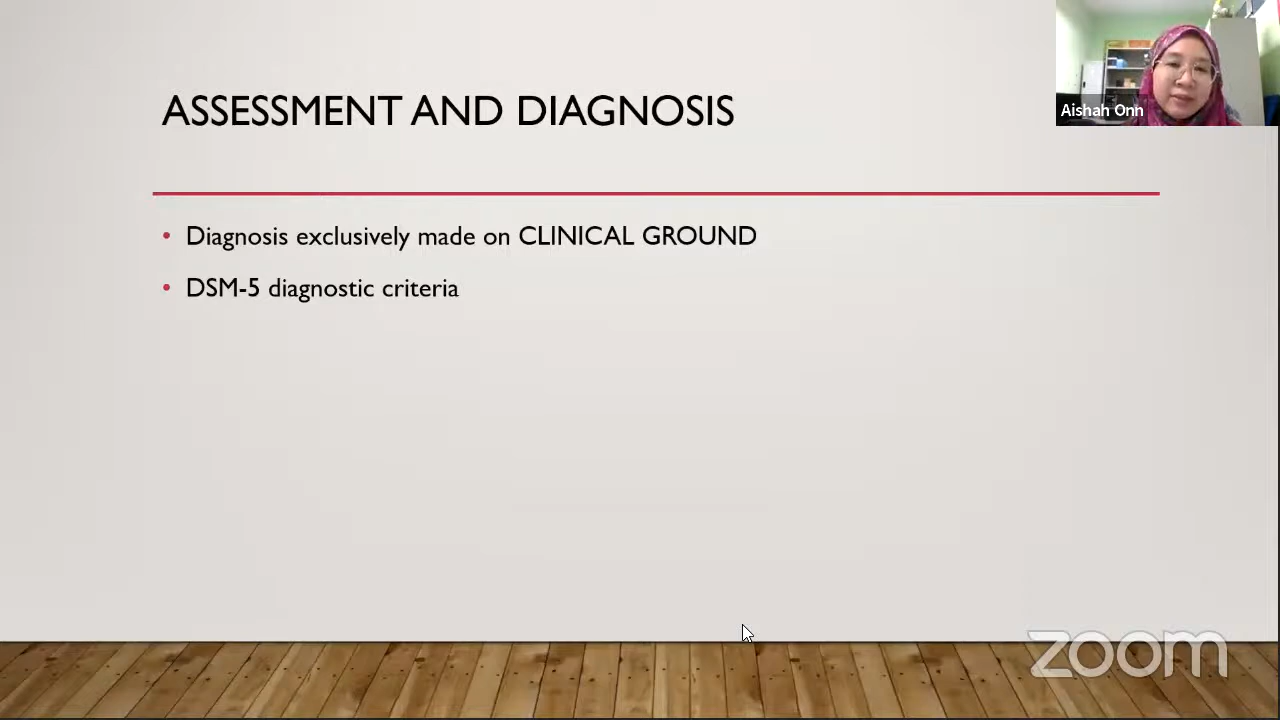 ASSESSMENT AND DIAGNOSIS
Aishah Onn
• Diagnosis exclusively made on CLINICAL GROUND
• DSM-5 diagnostic criteria
zoom